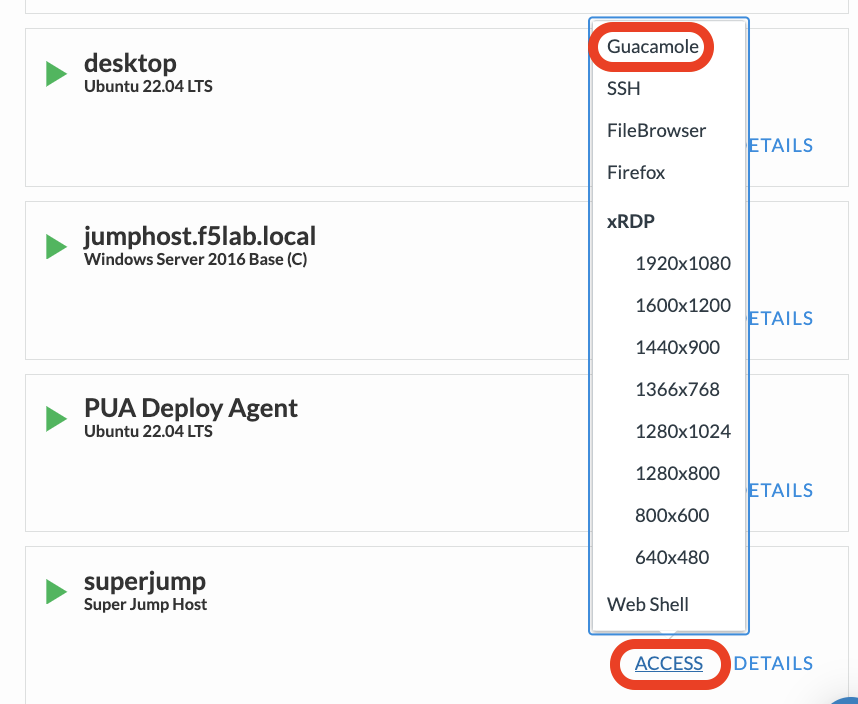 desktop
Ubuntu 22.04 LTS
ETAILS
jumphost.f5lab.local
Windows Server 2016 Base (C)
ETAILS
PUA Deploy Agent
Ubuntu 22.04 LTS
ETAILS
superjump
Super Jump Host
Guacamole
SSH
FileBrowser
Firefox
xRDP
1920x1080
1600x1200
1440x900
1366x768
1280x1024
1280x800
800x600
640x480
Web Shell
ACCESS DETAILS